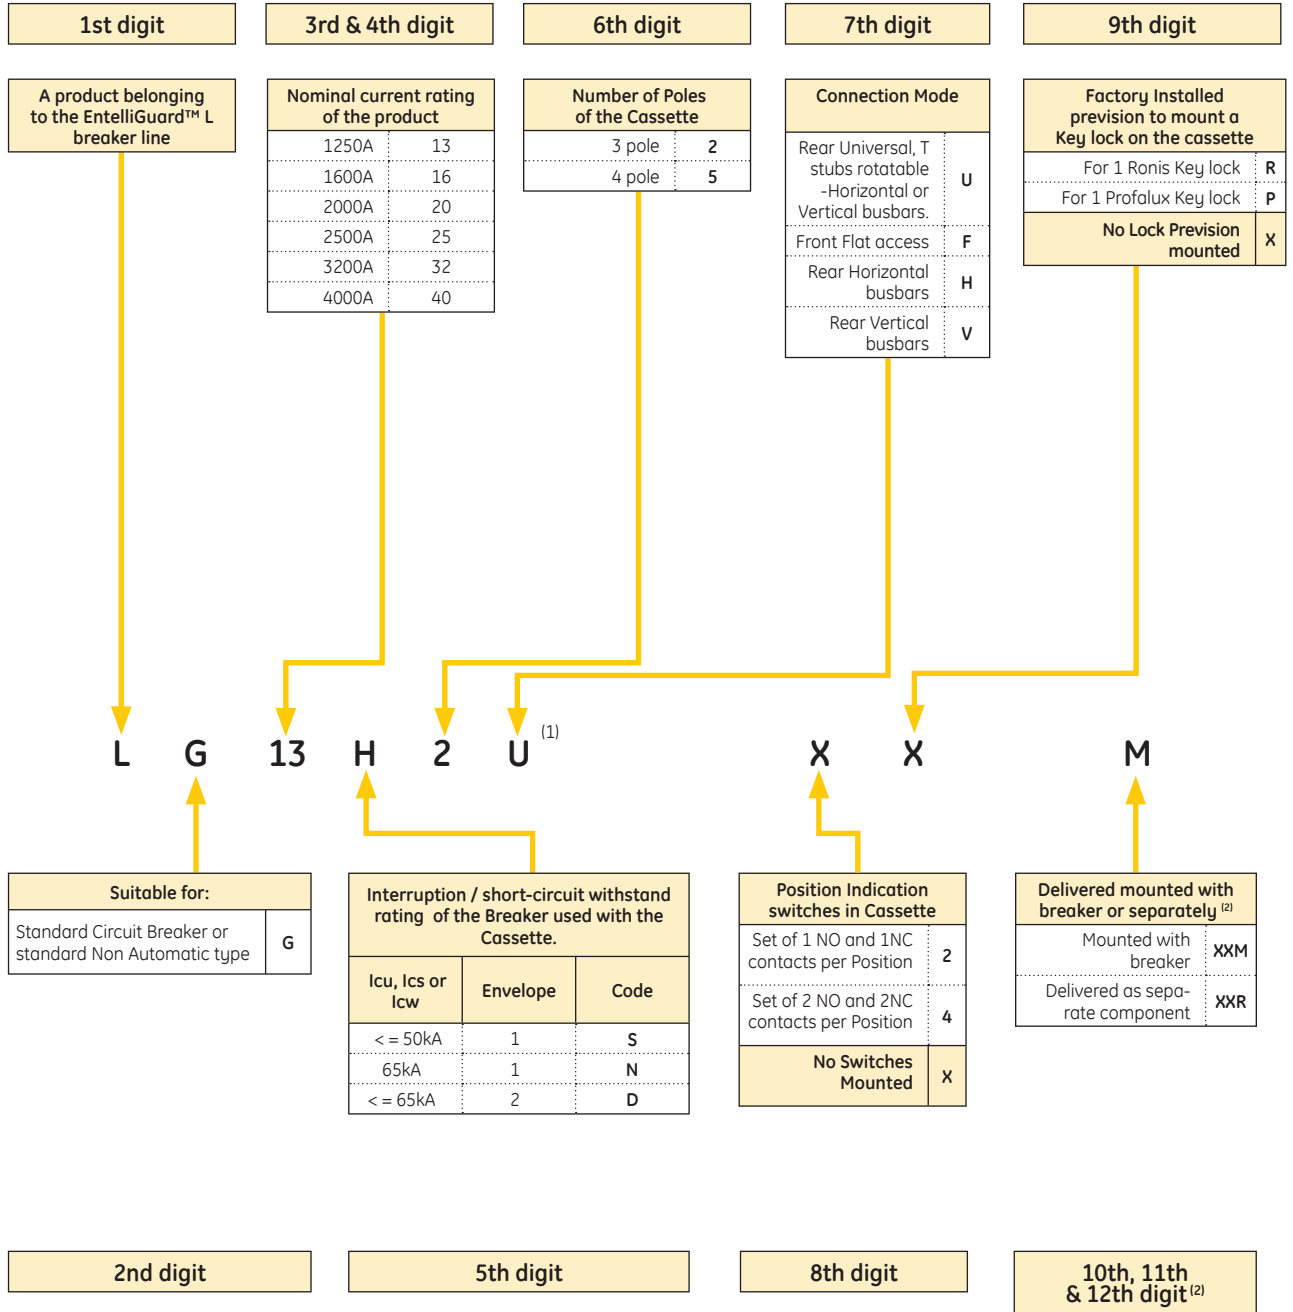 1st digit
3rd & 4th digit
6th digit
7th digit
9th digit
A product belonging
to the EntelliGuard™ L
breaker line
Nominal current rating
of the product
1250A 13
1600A 16
2000A 20
2500A 25
3200A 32
4000A 40
Number of Poles
of the Cassette
3 pole 2
4 pole 5
Connection Mode
Rear Universal, T
stubs rotatable
-Horizontal or
Vertical busbars.
U
Front Flat access F
Rear Horizontal
busbars
H
Rear Vertical
busbars
V
Factory Installed
prevision to mount a
Key lock on the cassette
For 1 Ronis Key lock R
For 1 Profalux Key lock P
No Lock Prevision
mounted
X
L G 13 H 2 U (1) X X M
Suitable for:
Standard Circuit Breaker or
standard Non Automatic type
G
Interruption / short-circuit withstand
rating of the Breaker used with the
Cassette.
Icu, Ics or
Icw
Envelope
Code
< = 50kA 1 S
65kA 1 N
< = 65kA 2 D
Position Indication
switches in Cassette
Set of 1 NO and 1NC
contacts per Position
2
Set of 2 NO and 2NC
contacts per Position
4
No Switches
Mounted
X
Delivered mounted with
breaker or separately (2)
Mounted with
breaker
XXM
Delivered as sepa-
rate component
XXR
2nd digit
5th digit
8th digit
10th, 11th
& 12th digit (2)